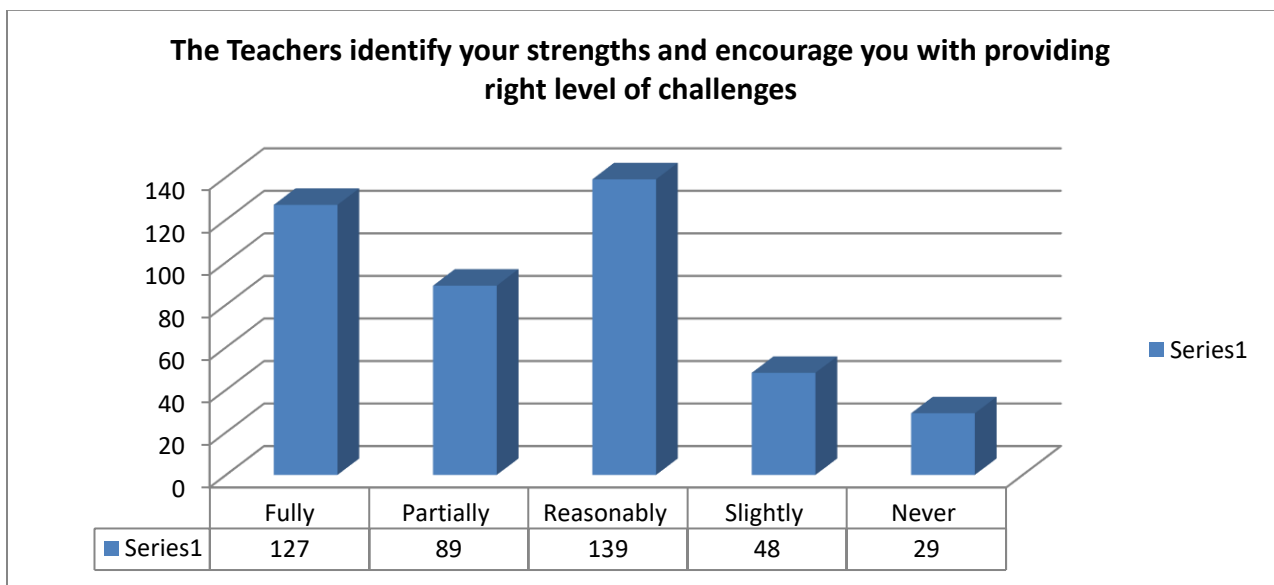 The Teachers identify your strengths and encourage you with providing
right level of challenges
140
120
100
80
60
40
20
0
Fully Partially Reasonably Slightly Never
Series1 127 89 139 48 29
Series1